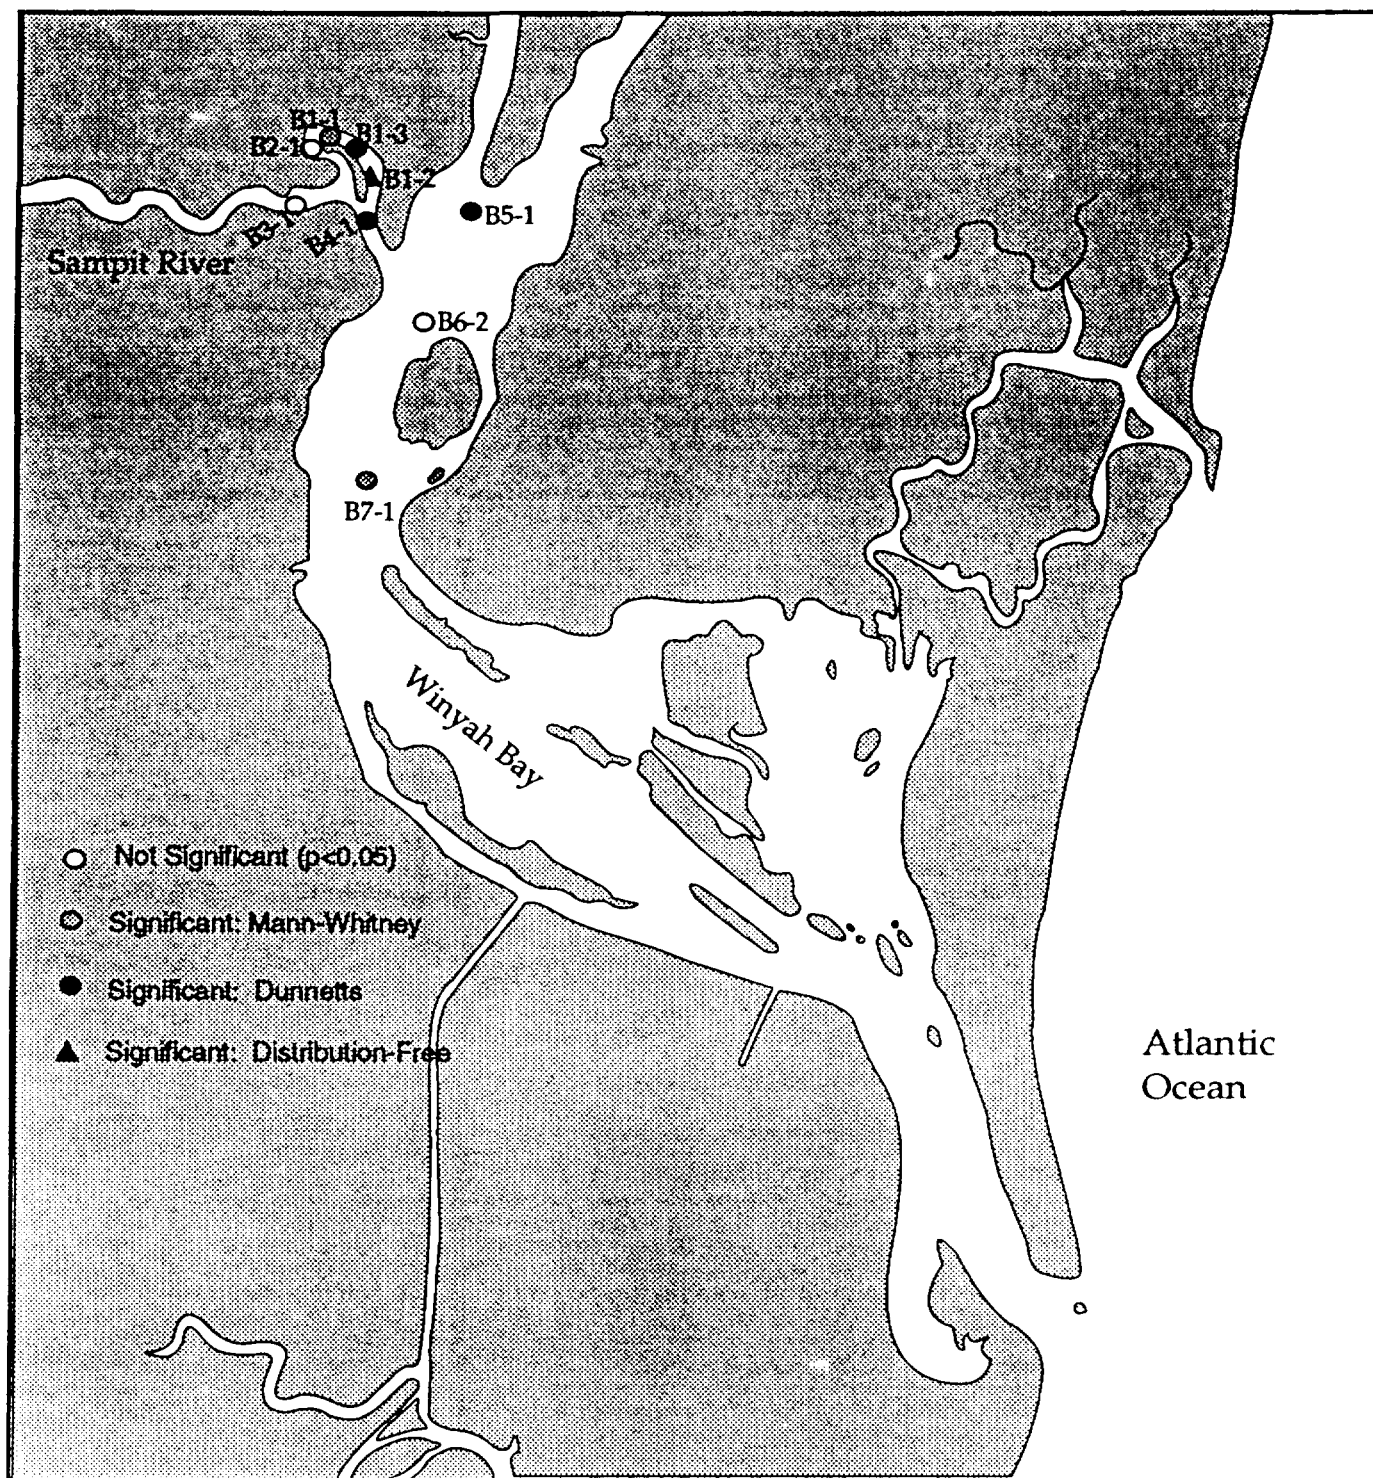 B1-1
B1-3
B2-1
B1-2
B3-1
B4-1
B5-1
Sampit River
B6-2
B7-1
Winyah Bay
Not Significant (p<0.05)
Significant: Mann-Whitney
Significant: Dunnetts
Significant: Distribution-Free
Atlantic
Ocean